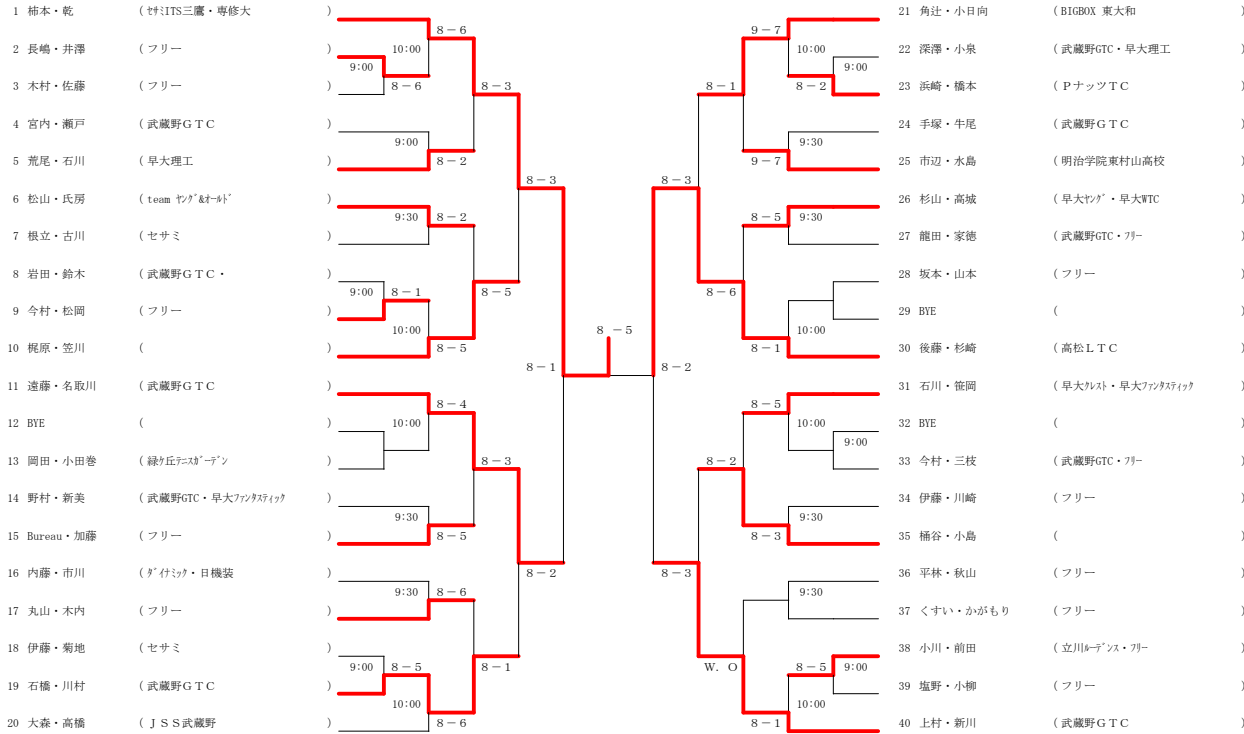 1 柿本・乾 (ｾｻﾐITS三鷹・専修大 )
8－6
10:00
2 長嶋・井澤 (フリー )
9:00
8－6
3 木村・佐藤 (フリー )
8－3
4 宮内・瀬戸 (武蔵野ＧＴＣ )
9:00
8－2
5 荒尾・石川 (早大理工 )
8－3
6 松山・氏房 (team ﾔﾝｸﾞ&ｵｰﾙﾄﾞ )
9:30
8－2
7 根立・古川 (セサミ )
8 岩田・鈴木 (武蔵野ＧＴＣ・ )
9:00
8－1
8－5
9 今村・松岡 (フリー )
10:00
8－5
10 梶原・笠川 ( )
8－1
11 遠藤・名取川 (武蔵野ＧＴＣ )
8－4
10:00
12 BYE ( )
13 岡田・小田巻 (緑ケ丘ﾃﾆｽｶﾞｰﾃﾞﾝ )
8－3
14 野村・新美 (武蔵野GTC・早大ﾌｧﾝﾀｽﾃｨｯｸ )
9:30
8－5
15 Bureau・加藤 (フリー )
8－2
16 内藤・市川 (ﾀﾞｲﾅﾐｯｸ・日機装 )
9:30
8－6
17 丸山・木内 (フリー )
18 伊藤・菊地 (セサミ )
9:00
8－5
8－1
19 石橋・川村 (武蔵野ＧＴＣ )
10:00
8－6
20 大森・高橋 (ＪＳＳ武蔵野 )
8 －5
21 角辻・小日向 (BIGBOX 東大和 )
9－7
10:00
22 深澤・小泉 (武蔵野GTC・早大理工 )
9:00
8－1
8－2
23 浜崎・橋本 (ＰナッツＴＣ )
24 手塚・牛尾 (武蔵野ＧＴＣ )
9:30
9－7
25 市辺・水島 (明治学院東村山高校 )
8－3
26 杉山・高城 (早大ﾔﾝｸﾞ・早大WTC )
8－5
9:30
27 龍田・家徳 (武蔵野GTC・ﾌﾘｰ )
28 坂本・山本 (フリー )
8－6
29 BYE ( )
10:00
8－1
30 後藤・杉崎 (高松ＬＴＣ )
8－2
31 石川・笹岡 (早大ｸﾚｽﾄ・早大ﾌｧﾝﾀｽﾃｨｯｸ )
8－5
10:00
32 BYE ( )
9:00
33 今村・三枝 (武蔵野GTC・ﾌﾘｰ )
8－2
34 伊藤・川崎 (フリー )
9:30
8－3
35 桶谷・小島 ( )
8－3
36 平林・秋山 (フリー )
9:30
37 くすい・かがもり (フリー )
38 小川・前田 (立川ﾙｰﾃﾞﾝｽ・ﾌﾘｰ )
W．O
8－5
9:00
39 塩野・小柳 (フリー )
10:00
8－1
40 上村・新川 (武蔵野ＧＴＣ )